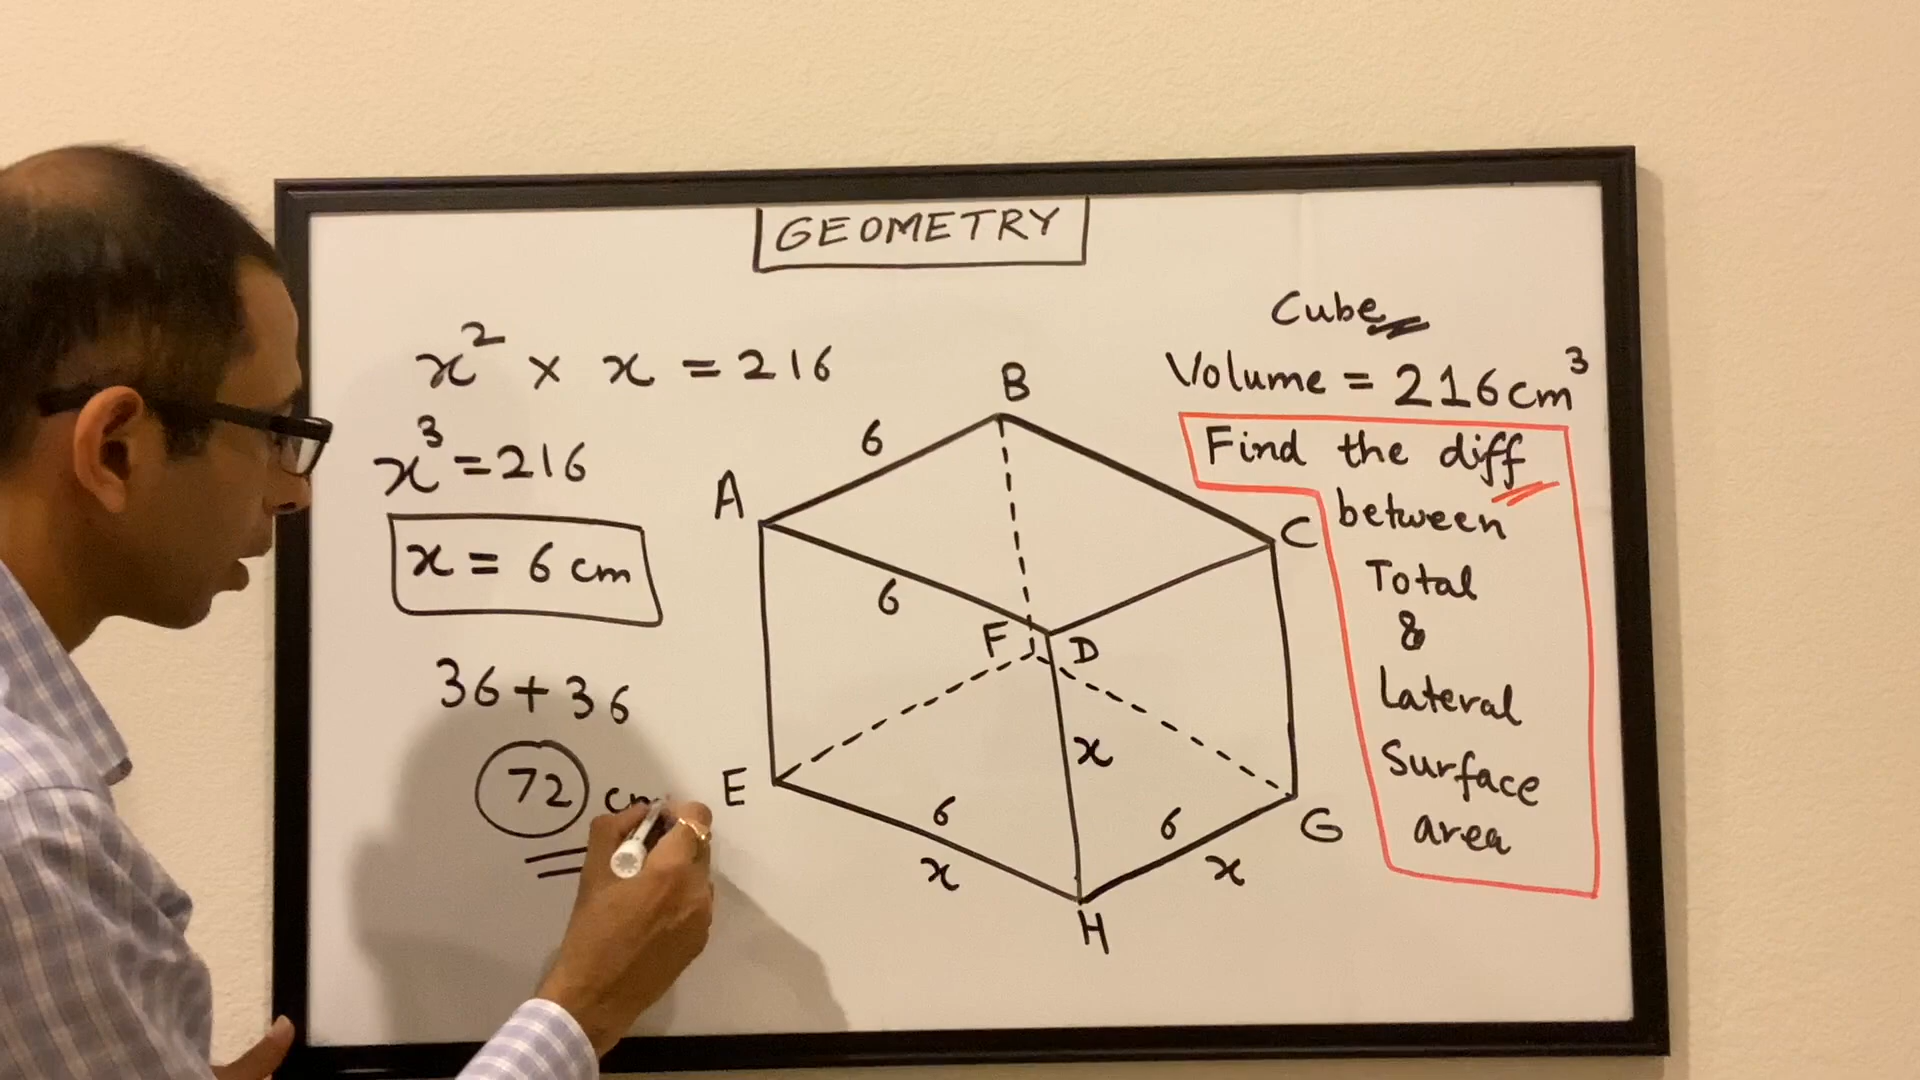 GEOMETRY
x² × x = 216
x³ = 216
x = 6 cm
36 + 36
72 cm
Cube
Volume = 216 cm³
Find the diff
between
Total
&
Lateral
Surface
area
B
6
A
C
6
F D
x
E
6
6
G
x
x
H